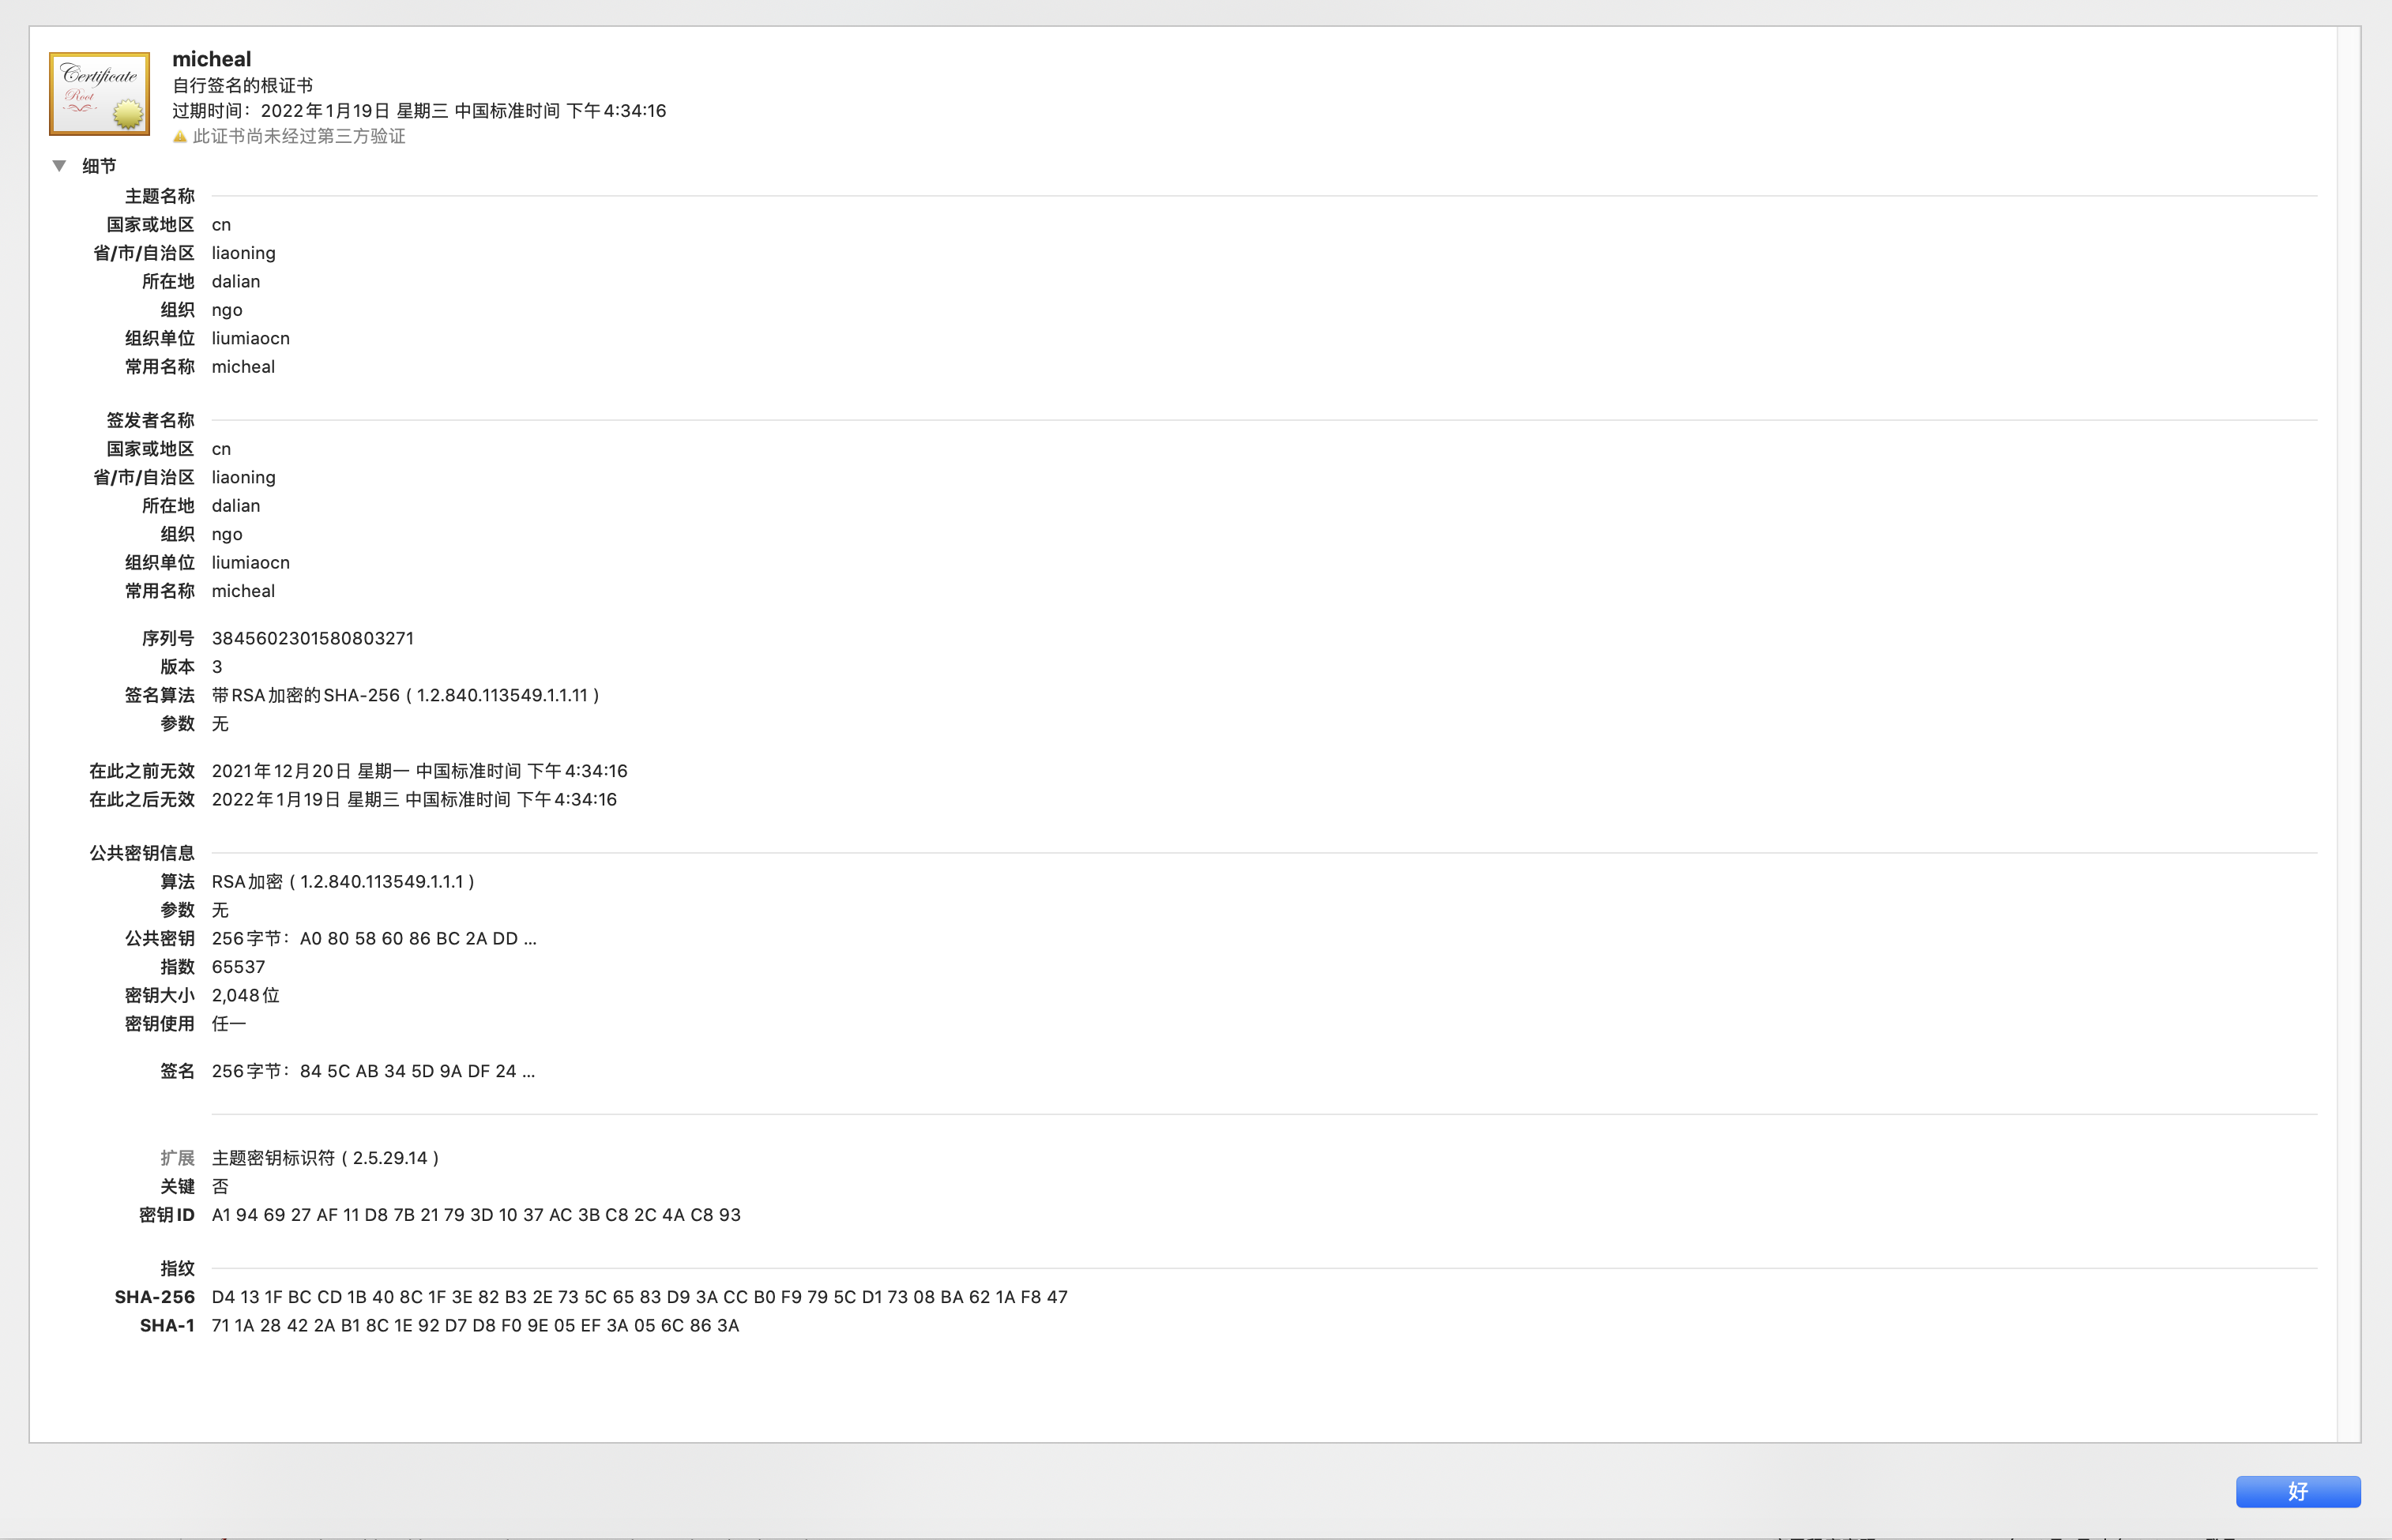 Certificate
Root
micheal
自行签名的根证书
过期时间：2022年1月19日 星期三 中国标准时间 下午4:34:16
此证书尚未经过第三方验证
细节
主题名称
国家或地区 cn
省/市/自治区 liaoning
所在地 dalian
组织 ngo
组织单位 liumiaocn
常用名称 micheal
签发者名称
国家或地区 cn
省/市/自治区 liaoning
所在地 dalian
组织 ngo
组织单位 liumiaocn
常用名称 micheal
序列号 3845602301580803271
版本 3
签名算法 带RSA加密的SHA-256 ( 1.2.840.113549.1.1.11 )
参数 无
在此之前无效 2021年12月20日 星期一 中国标准时间 下午4:34:16
在此之后无效 2022年1月19日 星期三 中国标准时间 下午4:34:16
公共密钥信息
算法 RSA加密 ( 1.2.840.113549.1.1.1 )
参数 无
公共密钥 256字节：A0 80 58 60 86 BC 2A DD ...
指数 65537
密钥大小 2,048位
密钥使用 任一
签名 256字节：84 5C AB 34 5D 9A DF 24 ...
扩展 主题密钥标识符 ( 2.5.29.14 )
关键 否
密钥ID A1 94 69 27 AF 11 D8 7B 21 79 3D 10 37 AC 3B C8 2C 4A C8 93
指纹
SHA-256 D4 13 1F BC CD 1B 40 8C 1F 3E 82 B3 2E 73 5C 65 83 D9 3A CC B0 F9 79 5C D1 73 08 BA 62 1A F8 47
SHA-1 71 1A 28 42 2A B1 8C 1E 92 D7 D8 F0 9E 05 EF 3A 05 6C 86 3A
好